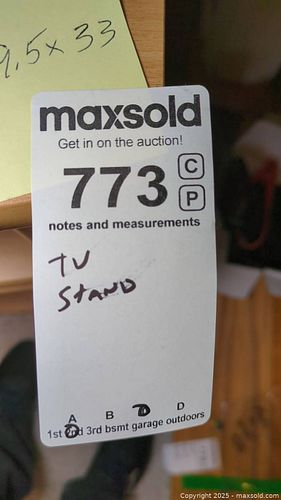 9.5 x 33
maxsold
Get in on the auction!
773 C
P
notes and measurements
TV
STAND
A B D
1st 2nd 3rd bsmt garage outdoors
Copyright 2025 - maxsold.com